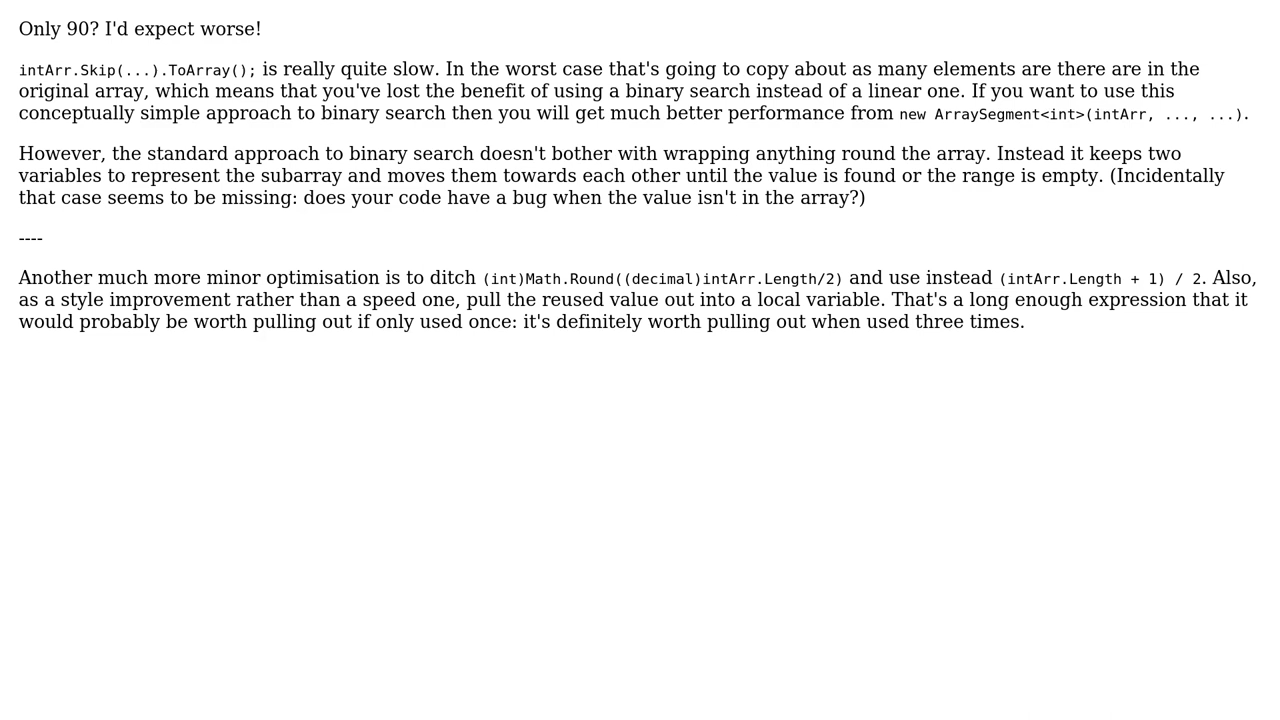 Only 90? I'd expect worse!
intArr.Skip(...).ToArray(); is really quite slow. In the worst case that's going to copy about as many elements are there are in the
original array, which means that you've lost the benefit of using a binary search instead of a linear one. If you want to use this
conceptually simple approach to binary search then you will get much better performance from new ArraySegment<int>(intArr, ..., ...).
However, the standard approach to binary search doesn't bother with wrapping anything round the array. Instead it keeps two
variables to represent the subarray and moves them towards each other until the value is found or the range is empty. (Incidentally
that case seems to be missing: does your code have a bug when the value isn't in the array?)
----
Another much more minor optimisation is to ditch (int)Math.Round((decimal)intArr.Length/2) and use instead (intArr.Length + 1) / 2. Also,
as a style improvement rather than a speed one, pull the reused value out into a local variable. That's a long enough expression that it
would probably be worth pulling out if only used once: it's definitely worth pulling out when used three times.